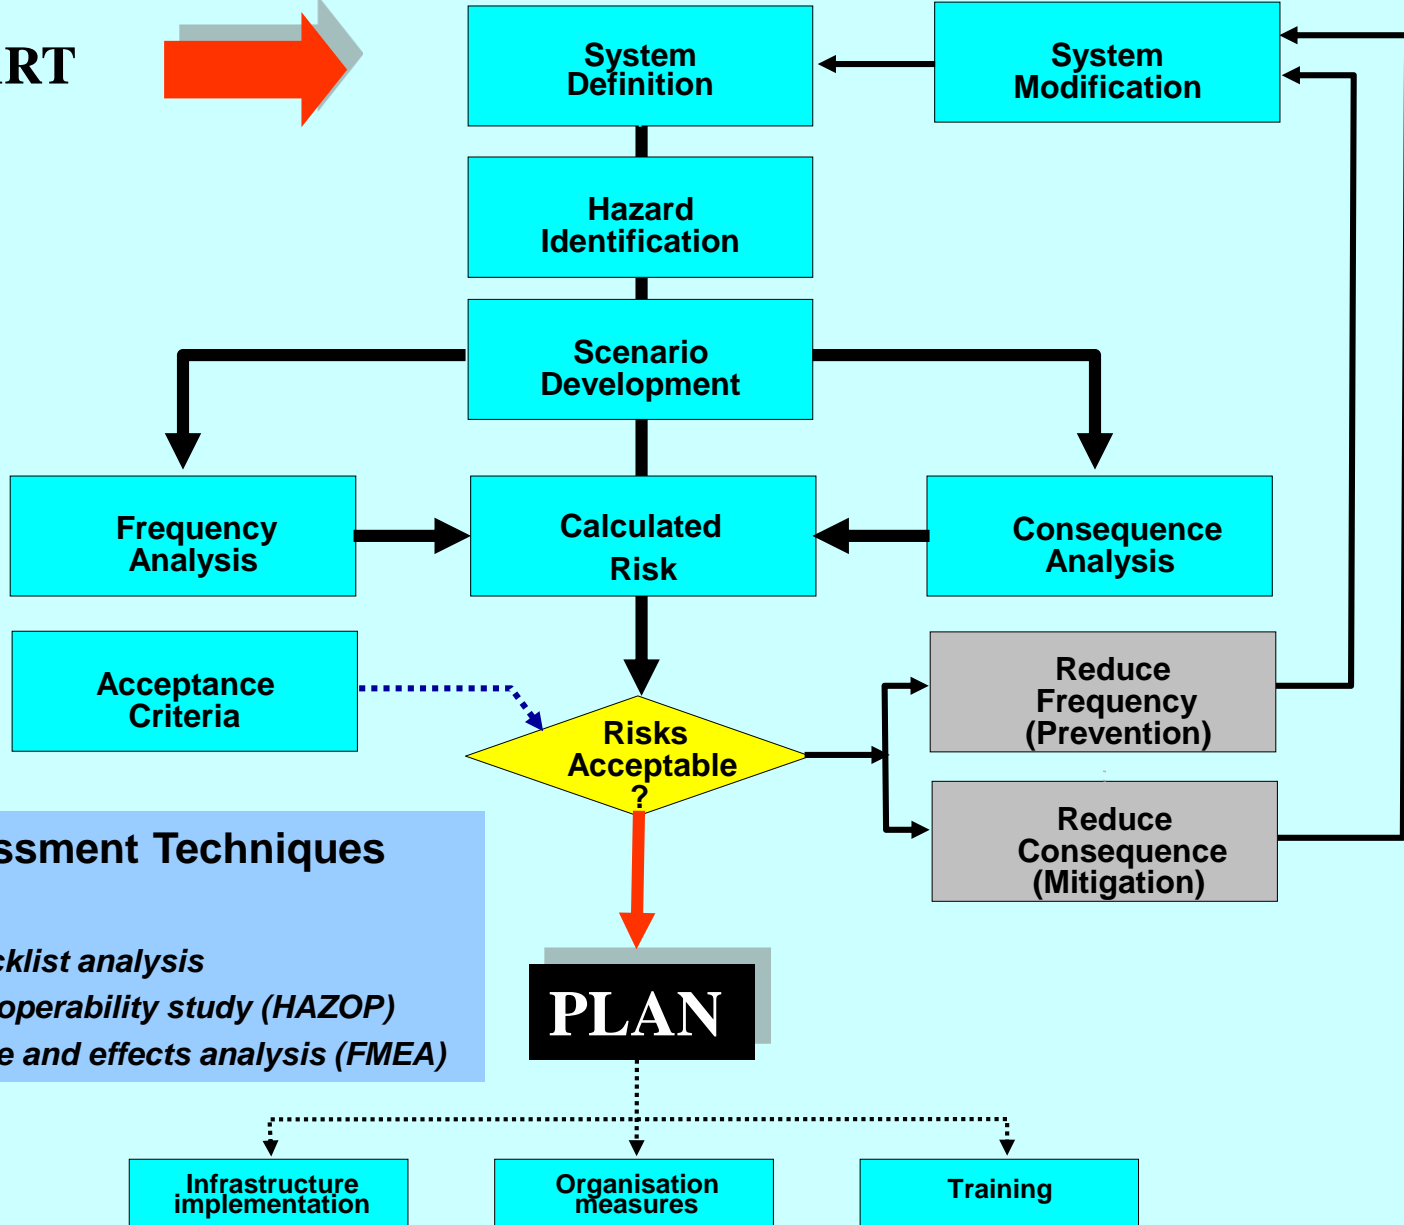 ART
System
Definition
System
Modification
Hazard
Identification
Scenario
Development
Frequency
Analysis
Calculated
Risk
Consequence
Analysis
Acceptance
Criteria
Risks
Acceptable
?
Reduce
Frequency
(Prevention)
Reduce
Consequence
(Mitigation)
ssment Techniques
cklist analysis
operability study (HAZOP)
e and effects analysis (FMEA)
PLAN
Infrastructure
implementation
Organisation
measures
Training